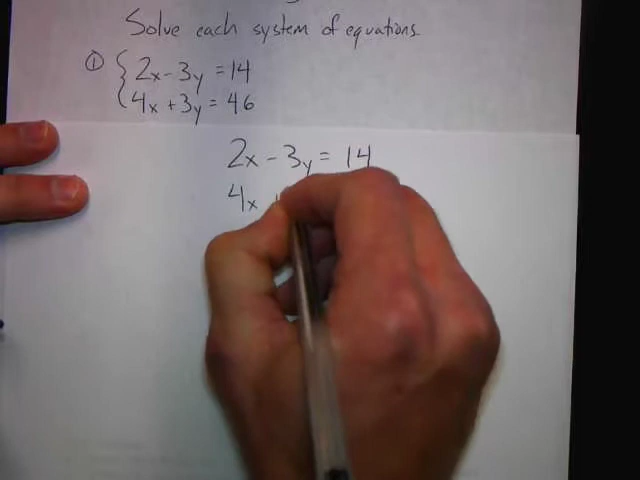 Solve each system of equations
① 2x - 3y = 14
4x + 3y = 46
2x - 3y = 14
4x